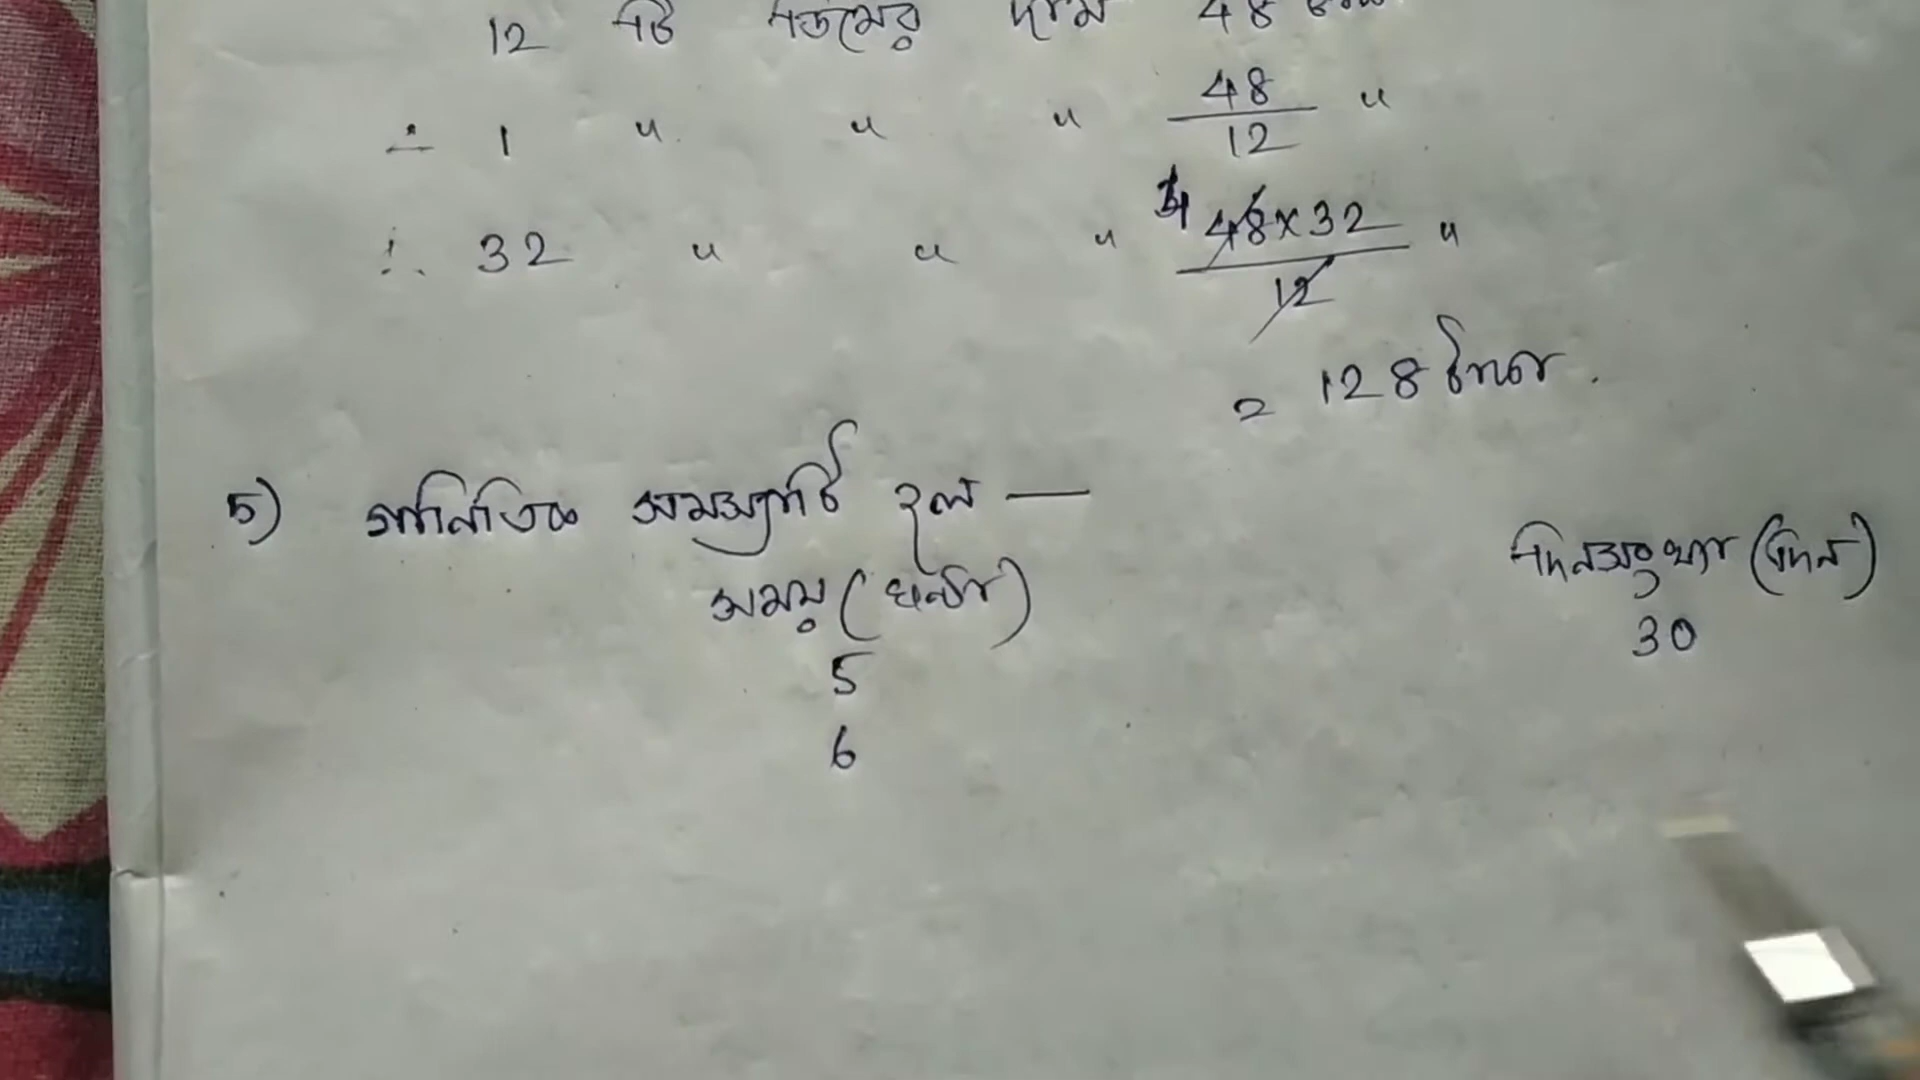 12 টি ডিমের দাম 48
∴ 1 " " " 48/12 "
∴ 32 " " " 4 48×32/12 "
= 128 টাকা.
5) গানিতিক সমস্যাটি হল —
সময় (ঘন্টা) দিনসংখ্যা (দিন)
5 30
6